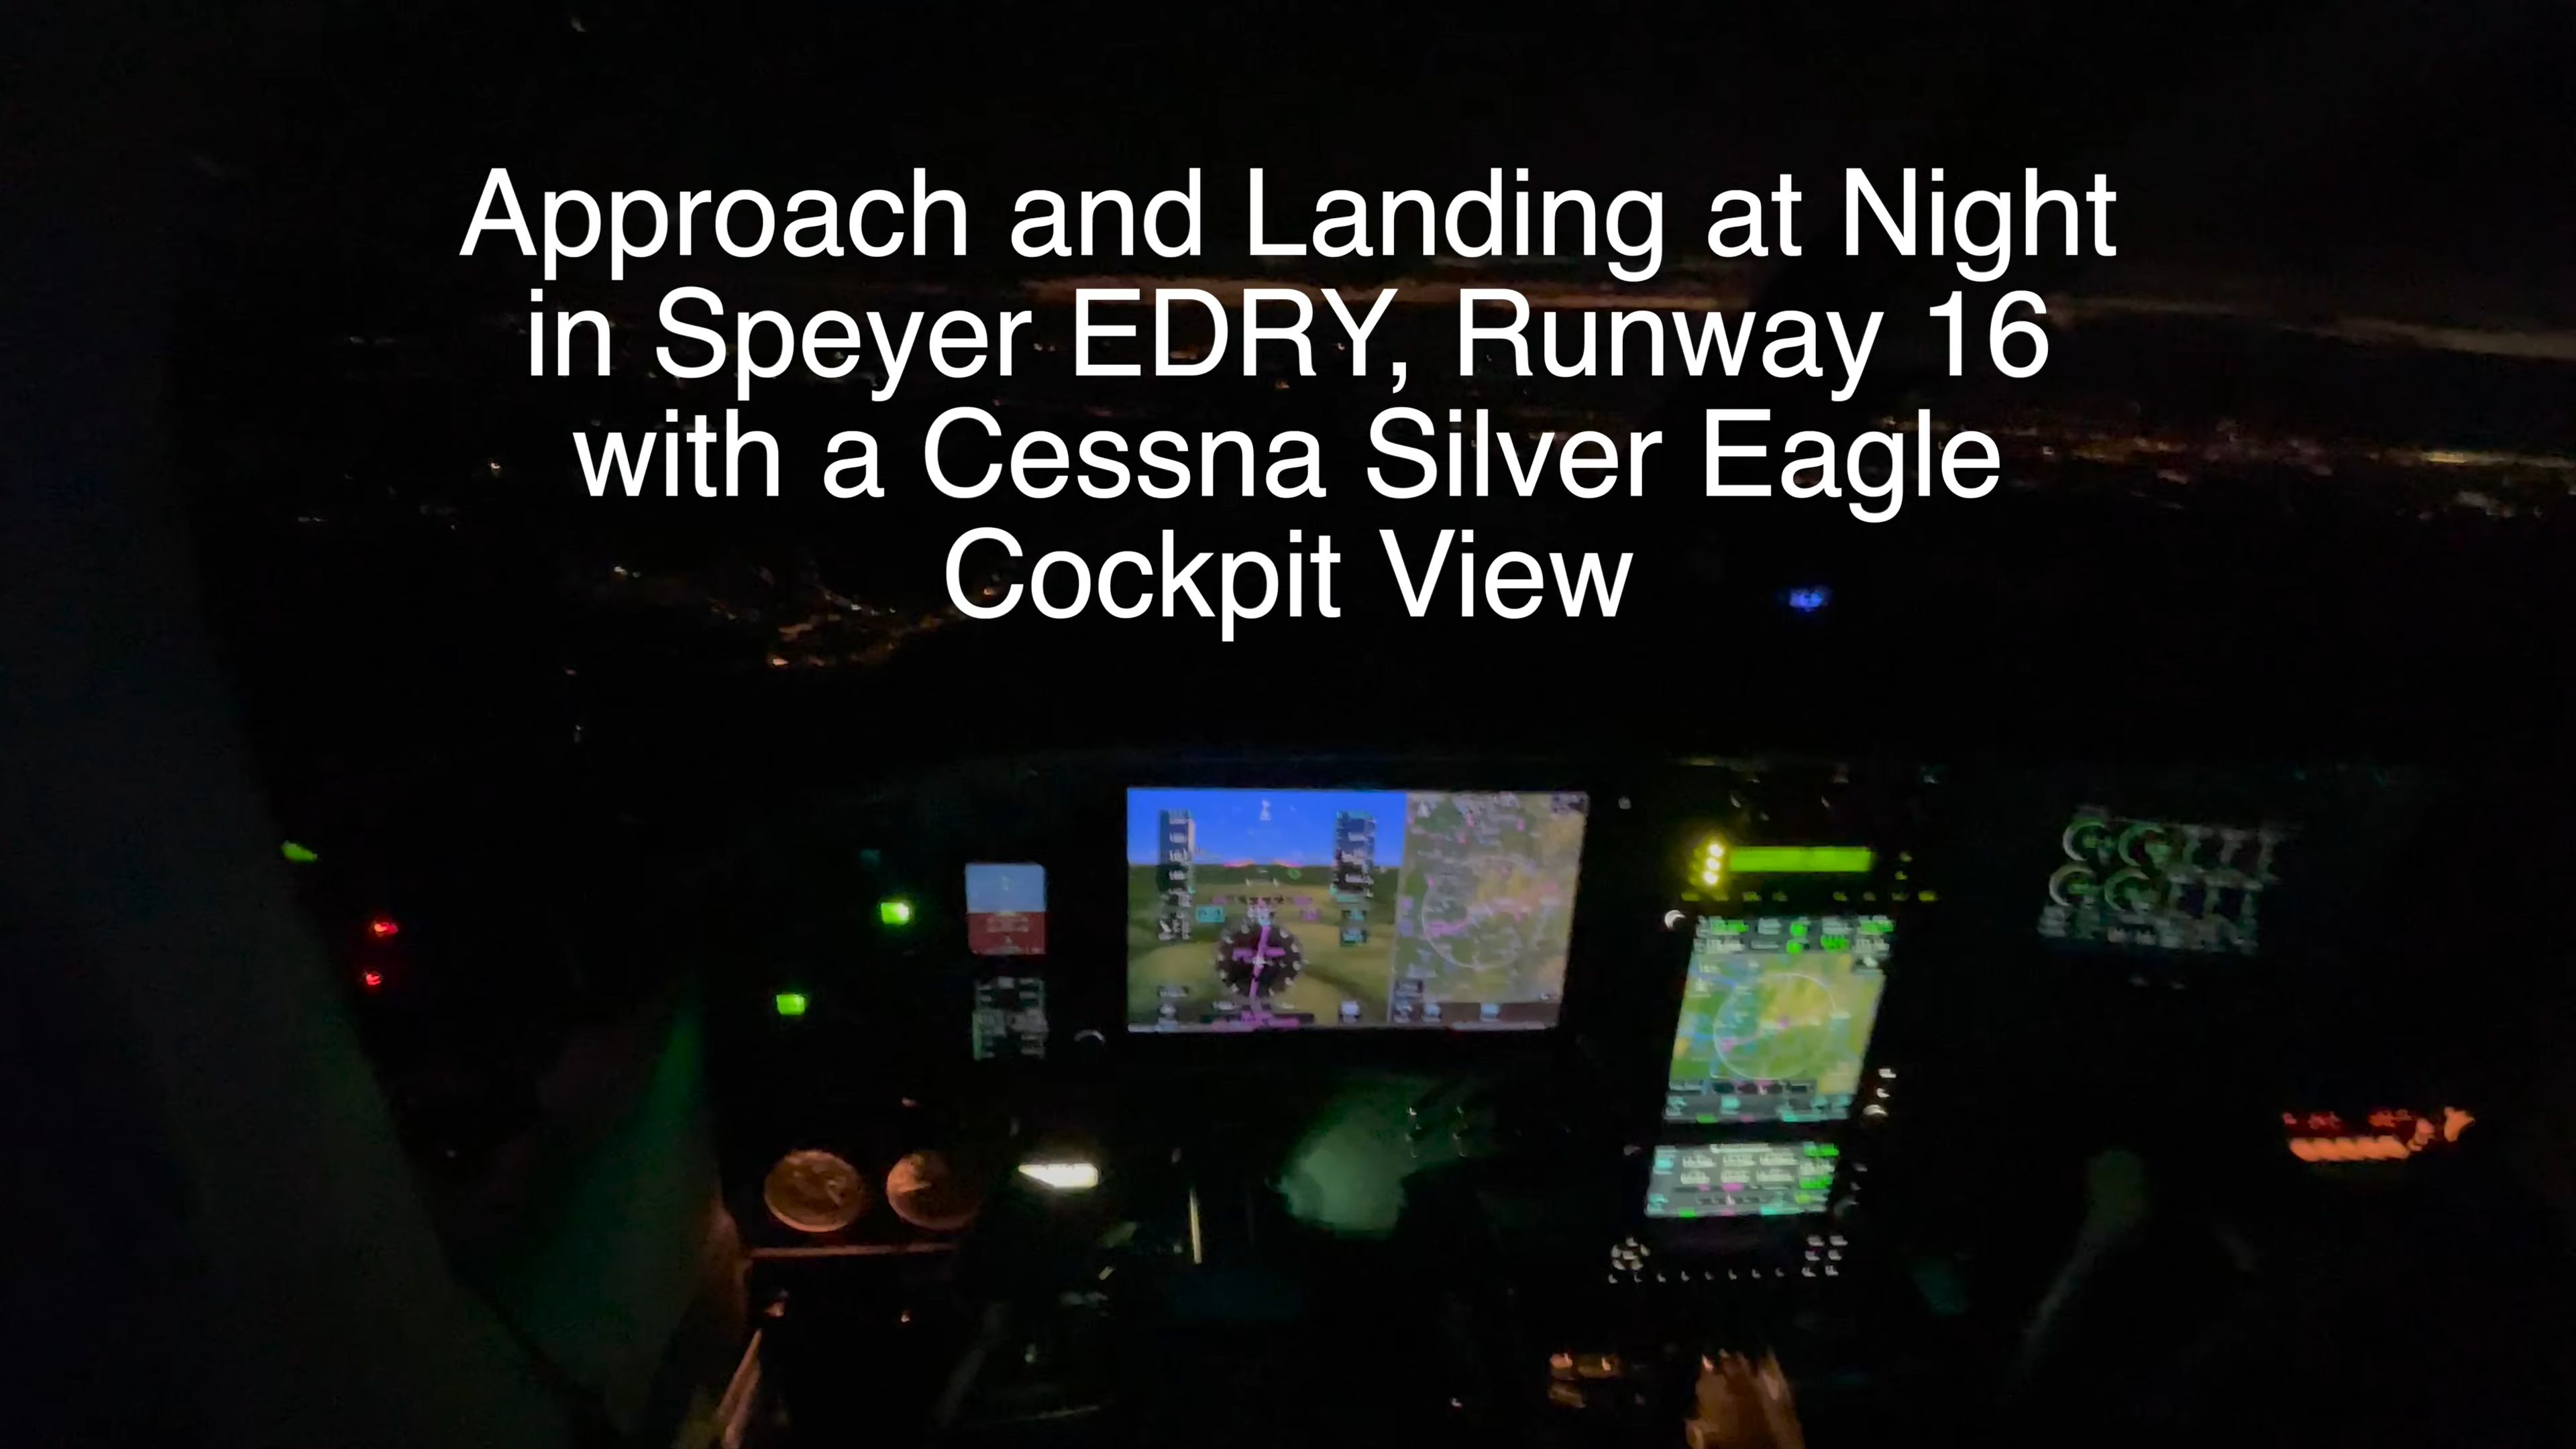 Approach and Landing at Night
in Speyer EDRY, Runway 16
with a Cessna Silver Eagle
Cockpit View